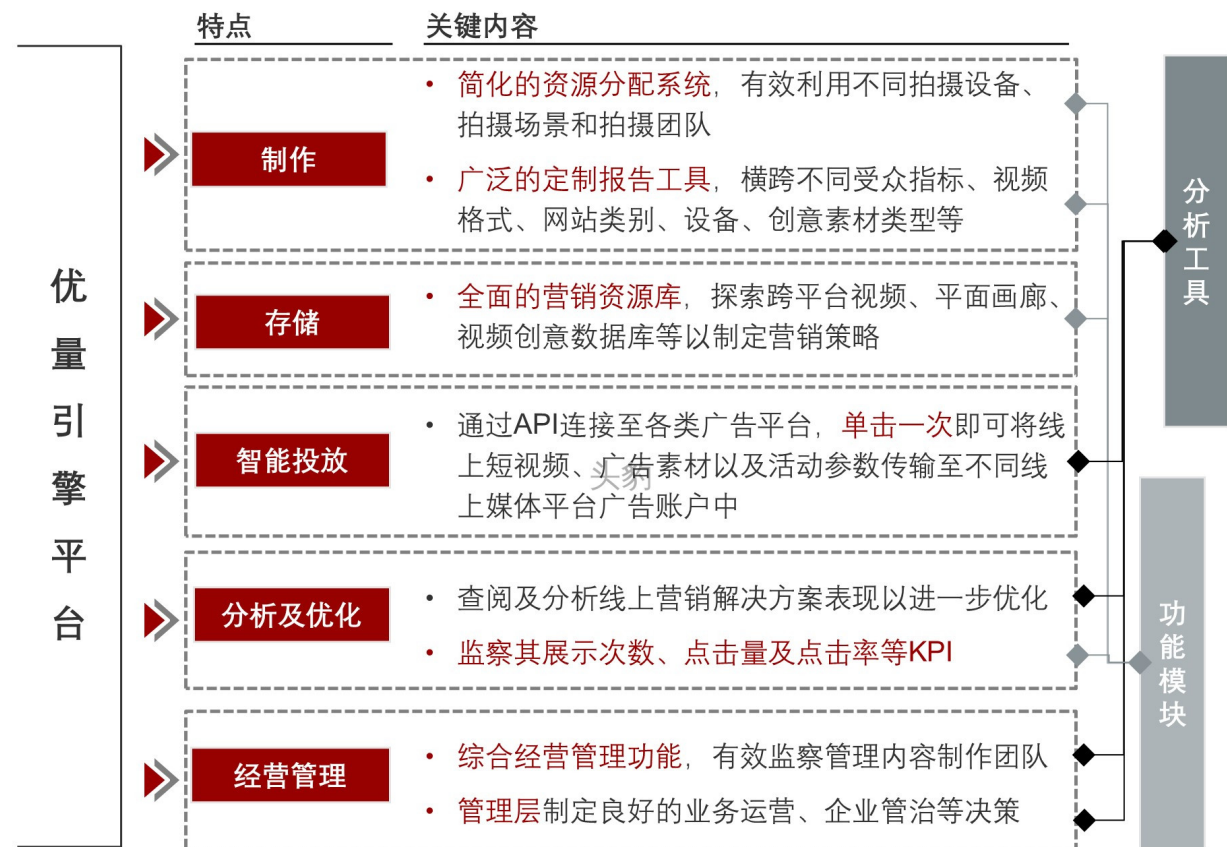 特点
关键内容
优量引擎平台
制作
• 简化的资源分配系统，有效利用不同拍摄设备、
拍摄场景和拍摄团队
• 广泛的定制报告工具，横跨不同受众指标、视频
格式、网站类别、设备、创意素材类型等
存储
• 全面的营销资源库，探索跨平台视频、平面画廊、
视频创意数据库等以制定营销策略
智能投放
• 通过API连接至各类广告平台，单击一次即可将线
上短视频、广告素材以及活动参数传输至不同线
上媒体平台广告账户中
头豹
分析及优化
• 查阅及分析线上营销解决方案表现以进一步优化
• 监察其展示次数、点击量及点击率等KPI
经营管理
• 综合经营管理功能，有效监察管理内容制作团队
• 管理层制定良好的业务运营、企业管治等决策
分析工具
功能模块